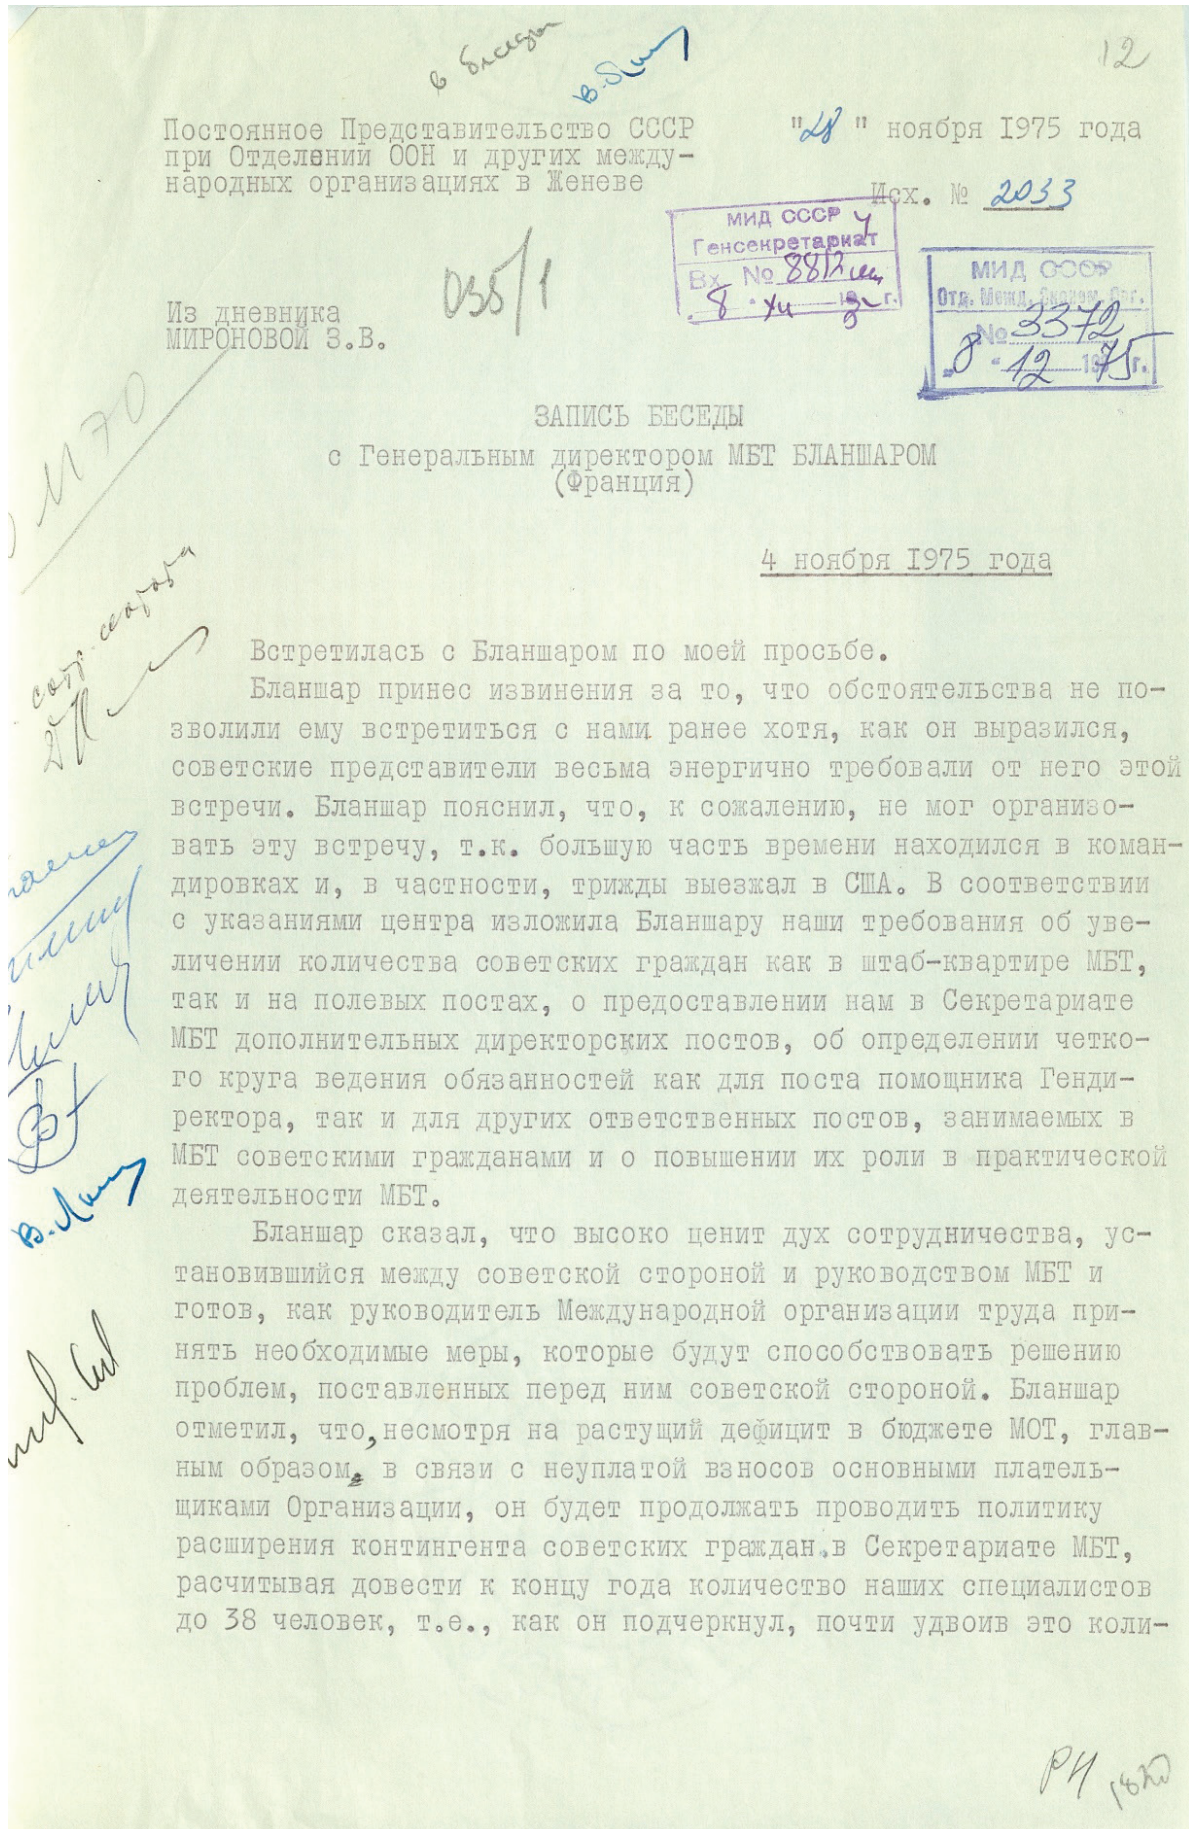 12
Постоянное Представительство СССР
при Отделении ООН и других между-
народных организациях в Женеве
"28" ноября 1975 года
Исх. № 2033
МИД СССР
Генсекретариат
Вх. № 8812
8 XII г.
МИД СССР
Отд. Межд. Эконом. Орг.
№ 3372
"8" 12 1975 г.
035/1
Из дневника
МИРОНОВОЙ З.В.
ЗАПИСЬ БЕСЕДЫ
с Генеральным директором МБТ БЛАНШАРОМ
(Франция)
4 ноября 1975 года
Встретилась с Бланшаром по моей просьбе.
Бланшар принес извинения за то, что обстоятельства не по-
зволили ему встретиться с нами ранее хотя, как он выразился,
советские представители весьма энергично требовали от него этой
встречи. Бланшар пояснил, что, к сожалению, не мог организо-
вать эту встречу, т.к. большую часть времени находился в коман-
дировках и, в частности, трижды выезжал в США. В соответствии
с указаниями центра изложила Бланшару наши требования об уве-
личении количества советских граждан как в штаб-квартире МБТ,
так и на полевых постах, о предоставлении нам в Секретариате
МБТ дополнительных директорских постов, об определении четко-
го круга ведения обязанностей как для поста помощника Генди-
ректора, так и для других ответственных постов, занимаемых в
МБТ советскими гражданами и о повышении их роли в практической
деятельности МБТ.
Бланшар сказал, что высоко ценит дух сотрудничества, ус-
тановившийся между советской стороной и руководством МБТ и
готов, как руководитель Международной организации труда при-
нять необходимые меры, которые будут способствовать решению
проблем, поставленных перед ним советской стороной. Бланшар
отметил, что, несмотря на растущий дефицит в бюджете МОТ, глав-
ным образом, в связи с неуплатой взносов основными платель-
щиками Организации, он будет продолжать проводить политику
расширения контингента советских граждан в Секретариате МБТ,
расчитывая довести к концу года количество наших специалистов
до 38 человек, т.е., как он подчеркнул, почти удвоив это коли-